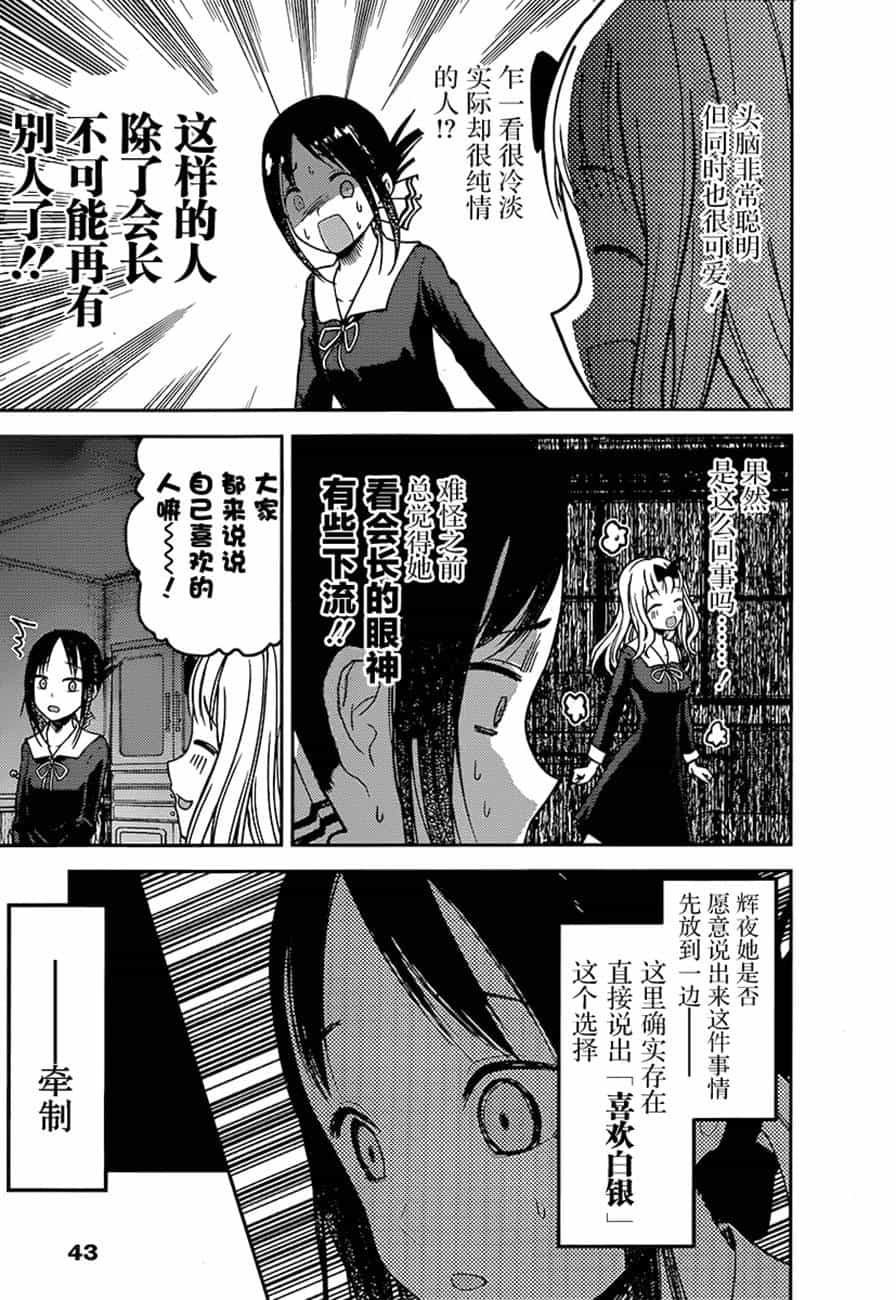 头脑非常聪明
但同时也很可爱！
乍一看很冷淡
实际却很纯情
的人!?
这样的人
除了会长
不可能再有
别人了!!
果然
是这么回事吗……！
难怪之前
总觉得她
看会长的眼神
有些下流!!
大家
都来说说
自己喜欢的
人嘛～～～！
辉夜她是否
愿意说出来这件事情
先放到一边——
这里确实存在
直接说出「喜欢白银」
这个选择
——牵制
43